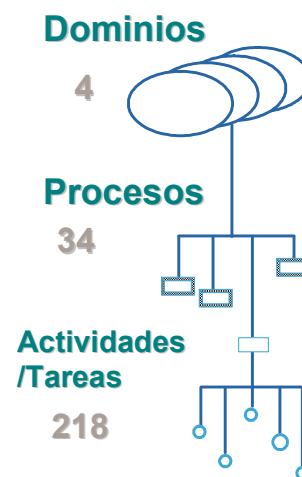 Dominios
4
Procesos
34
Actividades
/Tareas
218